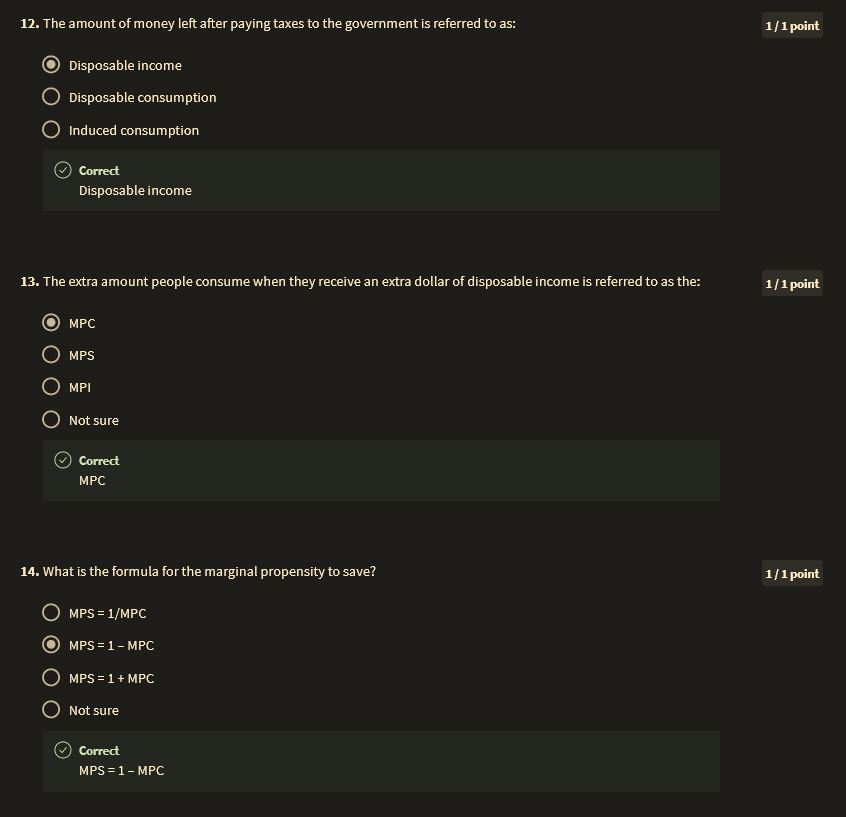 12. The amount of money left after paying taxes to the government is referred to as:
1 / 1 point
Disposable income
Disposable consumption
Induced consumption
Correct
Disposable income
13. The extra amount people consume when they receive an extra dollar of disposable income is referred to as the:
1 / 1 point
MPC
MPS
MPI
Not sure
Correct
MPC
14. What is the formula for the marginal propensity to save?
1 / 1 point
MPS = 1/MPC
MPS = 1 – MPC
MPS = 1 + MPC
Not sure
Correct
MPS = 1 – MPC